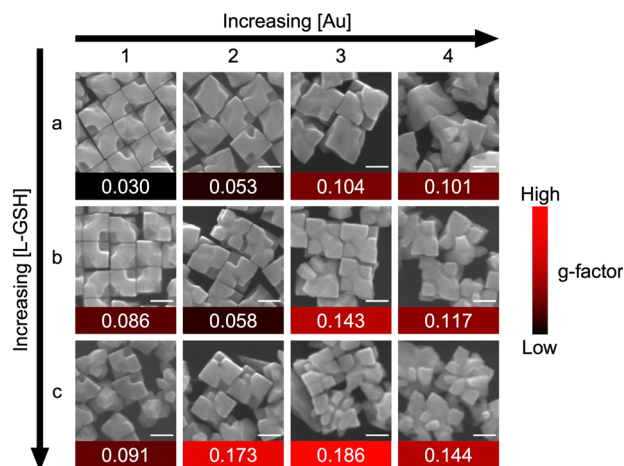 Increasing [Au]
1 2 3 4
Increasing [L-GSH]
a
0.030 0.053 0.104 0.101
b
0.086 0.058 0.143 0.117
c
0.091 0.173 0.186 0.144
High
g-factor
Low